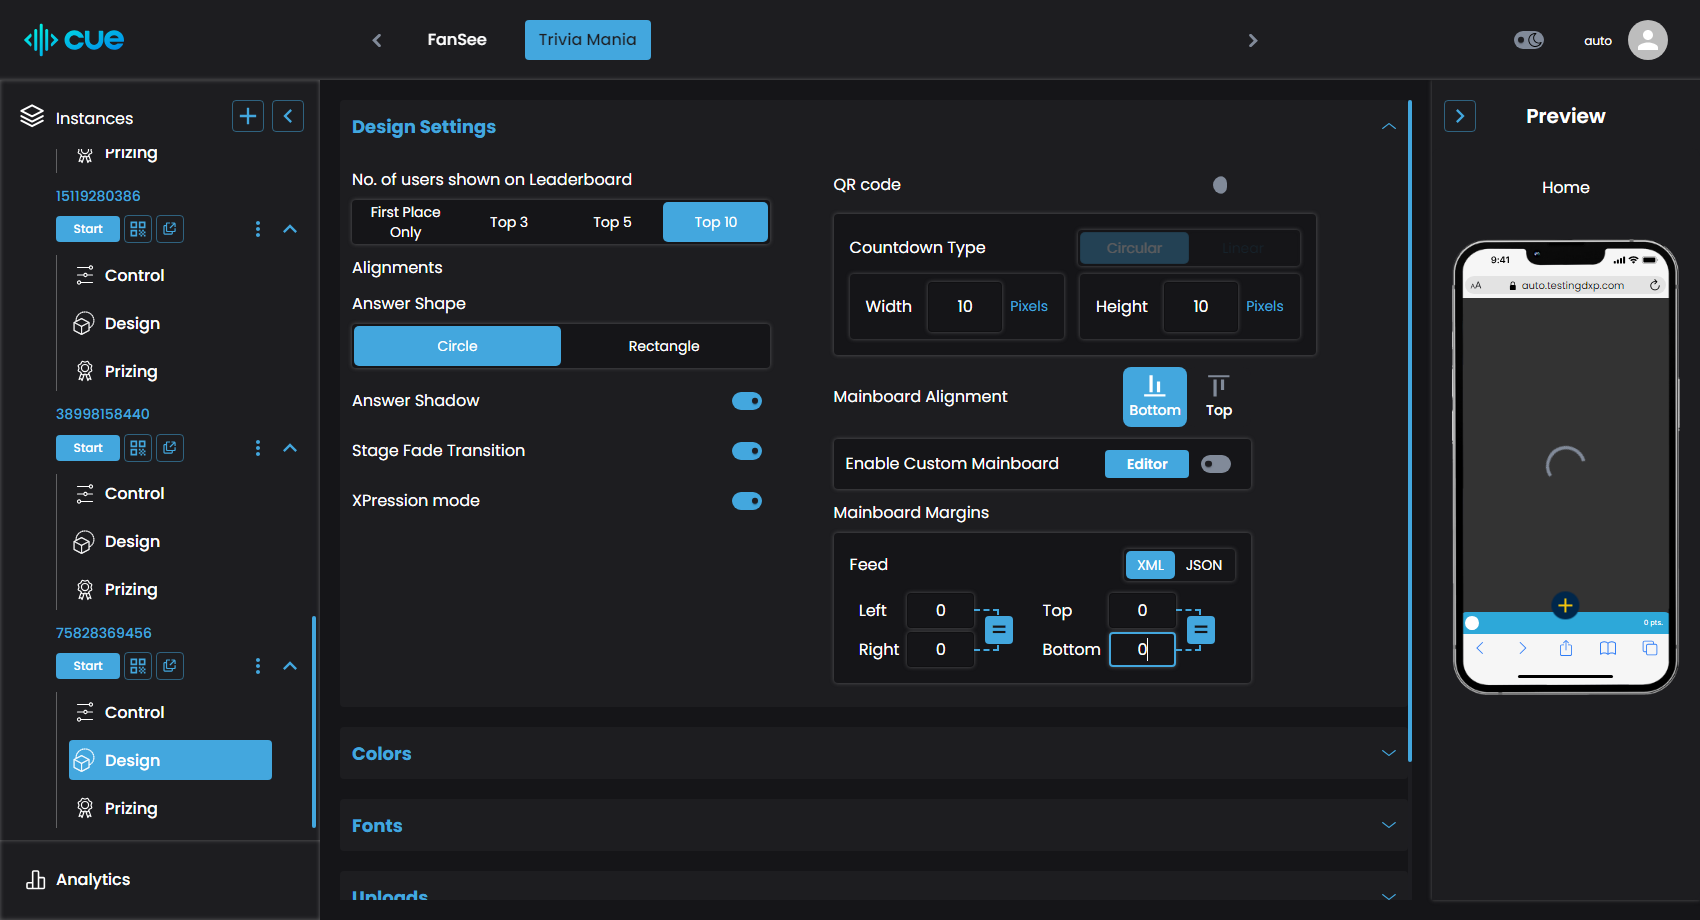 cue
FanSee
Trivia Mania
auto
Instances
Prizing
15119280386
Start
Control
Design
Prizing
38998158440
Start
Control
Design
Prizing
75828369456
Start
Control
Design
Prizing
Analytics
Design Settings
No. of users shown on Leaderboard
First Place Only
Top 3
Top 5
Top 10
Alignments
Answer Shape
Circle
Rectangle
Answer Shadow
Stage Fade Transition
XPression mode
QR code
Countdown Type
Circular
Linear
Width
10
Pixels
Height
10
Pixels
Mainboard Alignment
Bottom
Top
Enable Custom Mainboard
Editor
Mainboard Margins
Feed
XML
JSON
Left
0
Top
0
Right
0
Bottom
0
Colors
Fonts
Uploads
Preview
Home
9:41
AA
auto.testingdxp.com
0 pts.